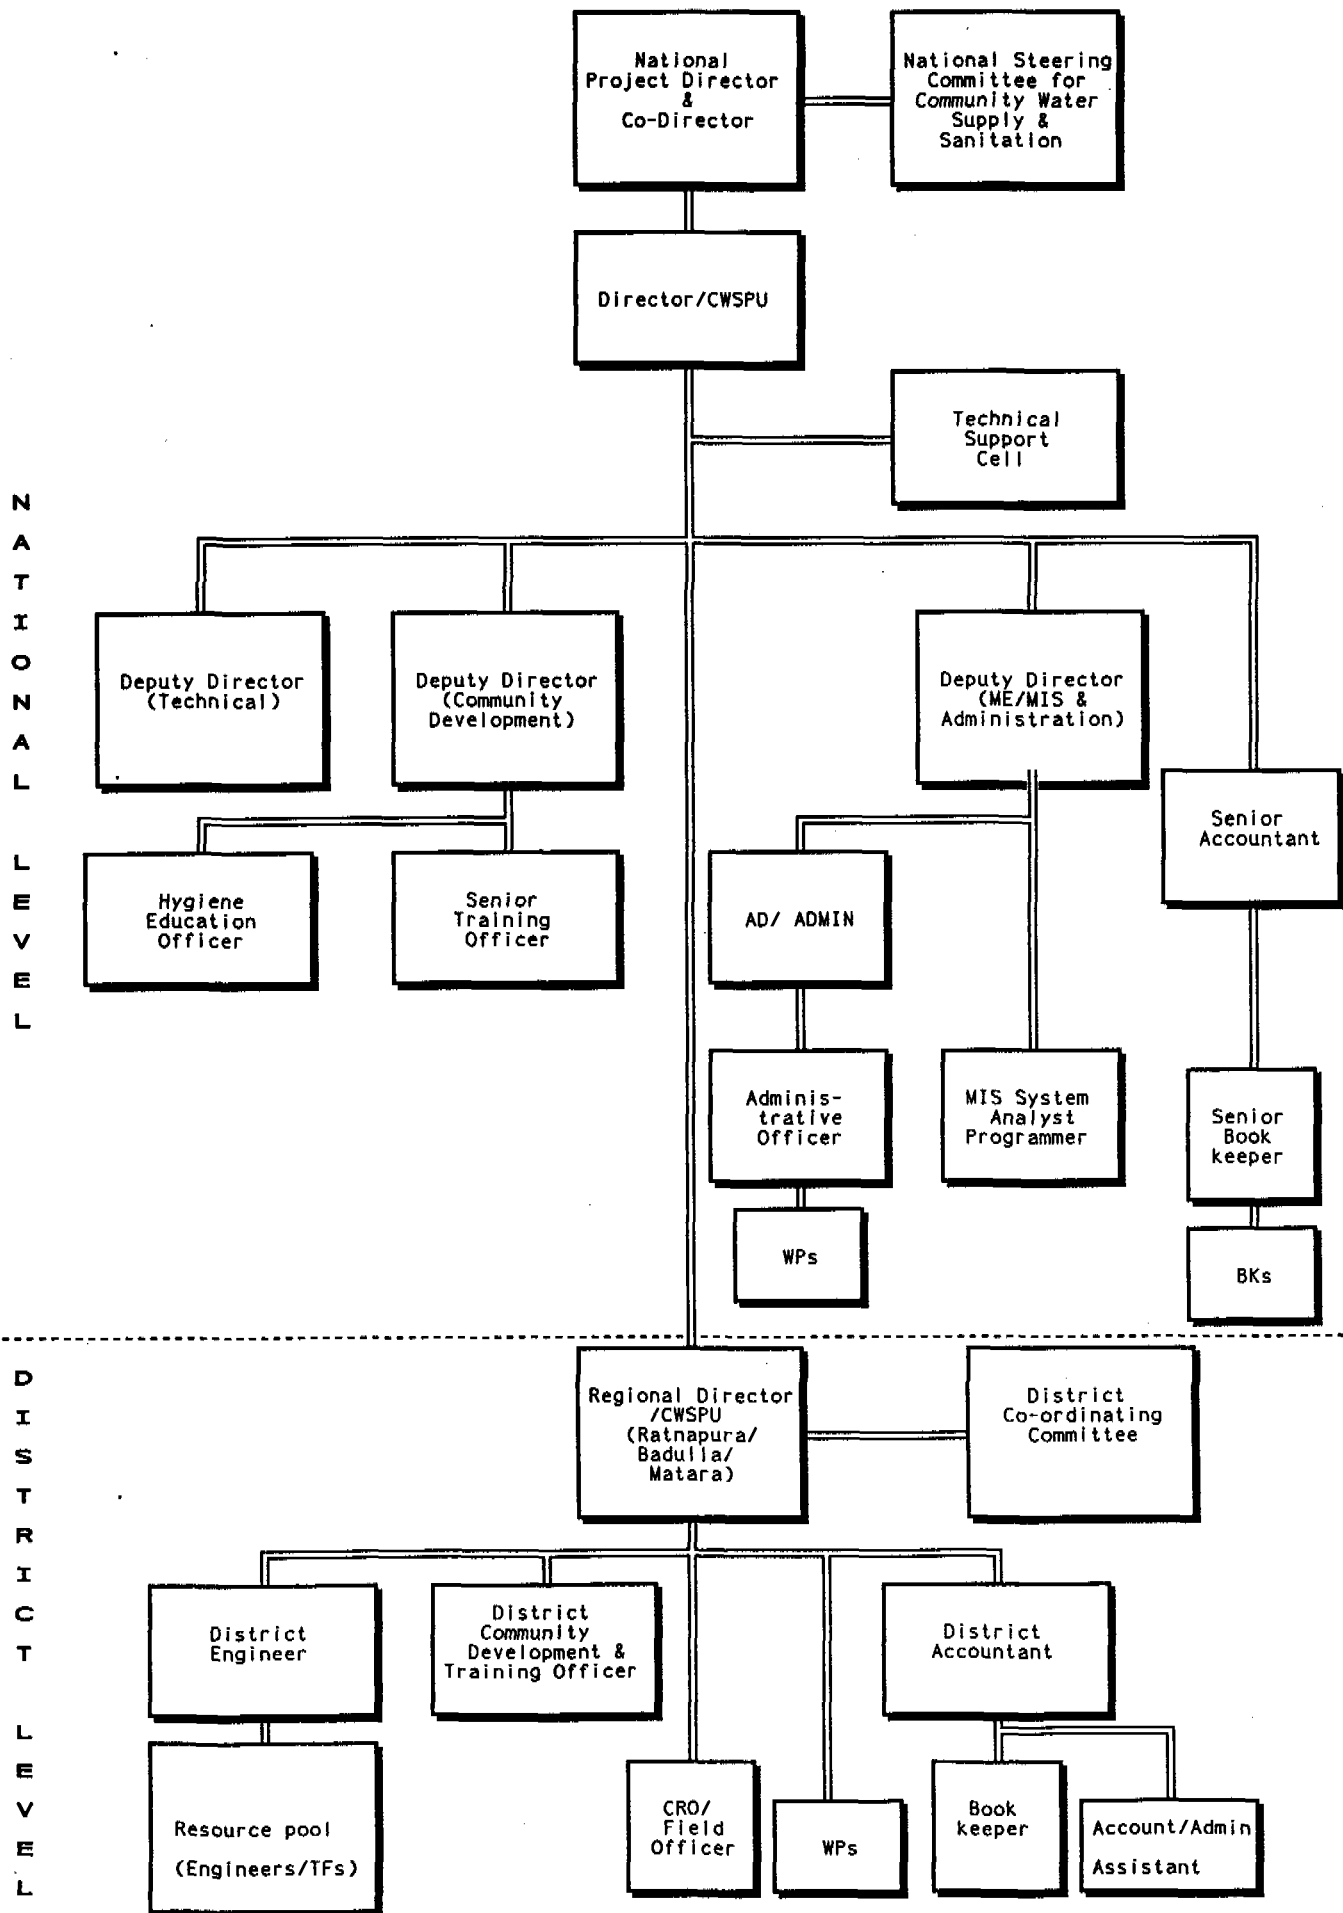 National
Project Director
&
Co-Director
National Steering
Committee for
Community Water
Supply &
Sanitation
Director/CWSPU
Technical
Support
Cell
NATIONAL LEVEL
Deputy Director
(Technical)
Deputy Director
(Community
Development)
Deputy Director
(ME/MIS &
Administration)
Senior
Accountant
Hygiene
Education
Officer
Senior
Training
Officer
AD/ ADMIN
Adminis-
trative
Officer
MIS System
Analyst
Programmer
Senior
Book
keeper
WPs
BKs
DISTRICT LEVEL
Regional Director
/CWSPU
(Ratnapura/
Badulla/
Matara)
District
Co-ordinating
Committee
District
Engineer
District
Community
Development &
Training Officer
District
Accountant
Resource pool
(Engineers/TFs)
CRO/
Field
Officer
WPs
Book
keeper
Account/Admin
Assistant